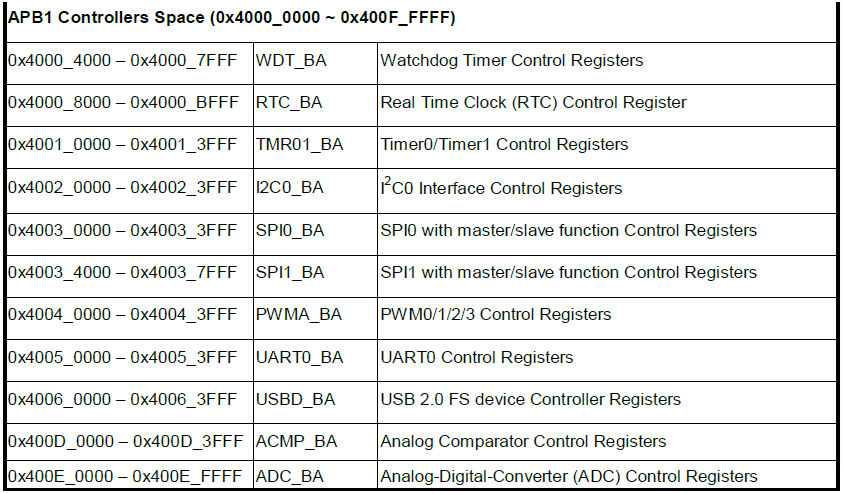 APB1 Controllers Space (0x4000_0000 ~ 0x400F_FFFF)
0x4000_4000 – 0x4000_7FFF WDT_BA Watchdog Timer Control Registers
0x4000_8000 – 0x4000_BFFF RTC_BA Real Time Clock (RTC) Control Register
0x4001_0000 – 0x4001_3FFF TMR01_BA Timer0/Timer1 Control Registers
0x4002_0000 – 0x4002_3FFF I2C0_BA I²C0 Interface Control Registers
0x4003_0000 – 0x4003_3FFF SPI0_BA SPI0 with master/slave function Control Registers
0x4003_4000 – 0x4003_7FFF SPI1_BA SPI1 with master/slave function Control Registers
0x4004_0000 – 0x4004_3FFF PWMA_BA PWM0/1/2/3 Control Registers
0x4005_0000 – 0x4005_3FFF UART0_BA UART0 Control Registers
0x4006_0000 – 0x4006_3FFF USBD_BA USB 2.0 FS device Controller Registers
0x400D_0000 – 0x400D_3FFF ACMP_BA Analog Comparator Control Registers
0x400E_0000 – 0x400E_FFFF ADC_BA Analog-Digital-Converter (ADC) Control Registers